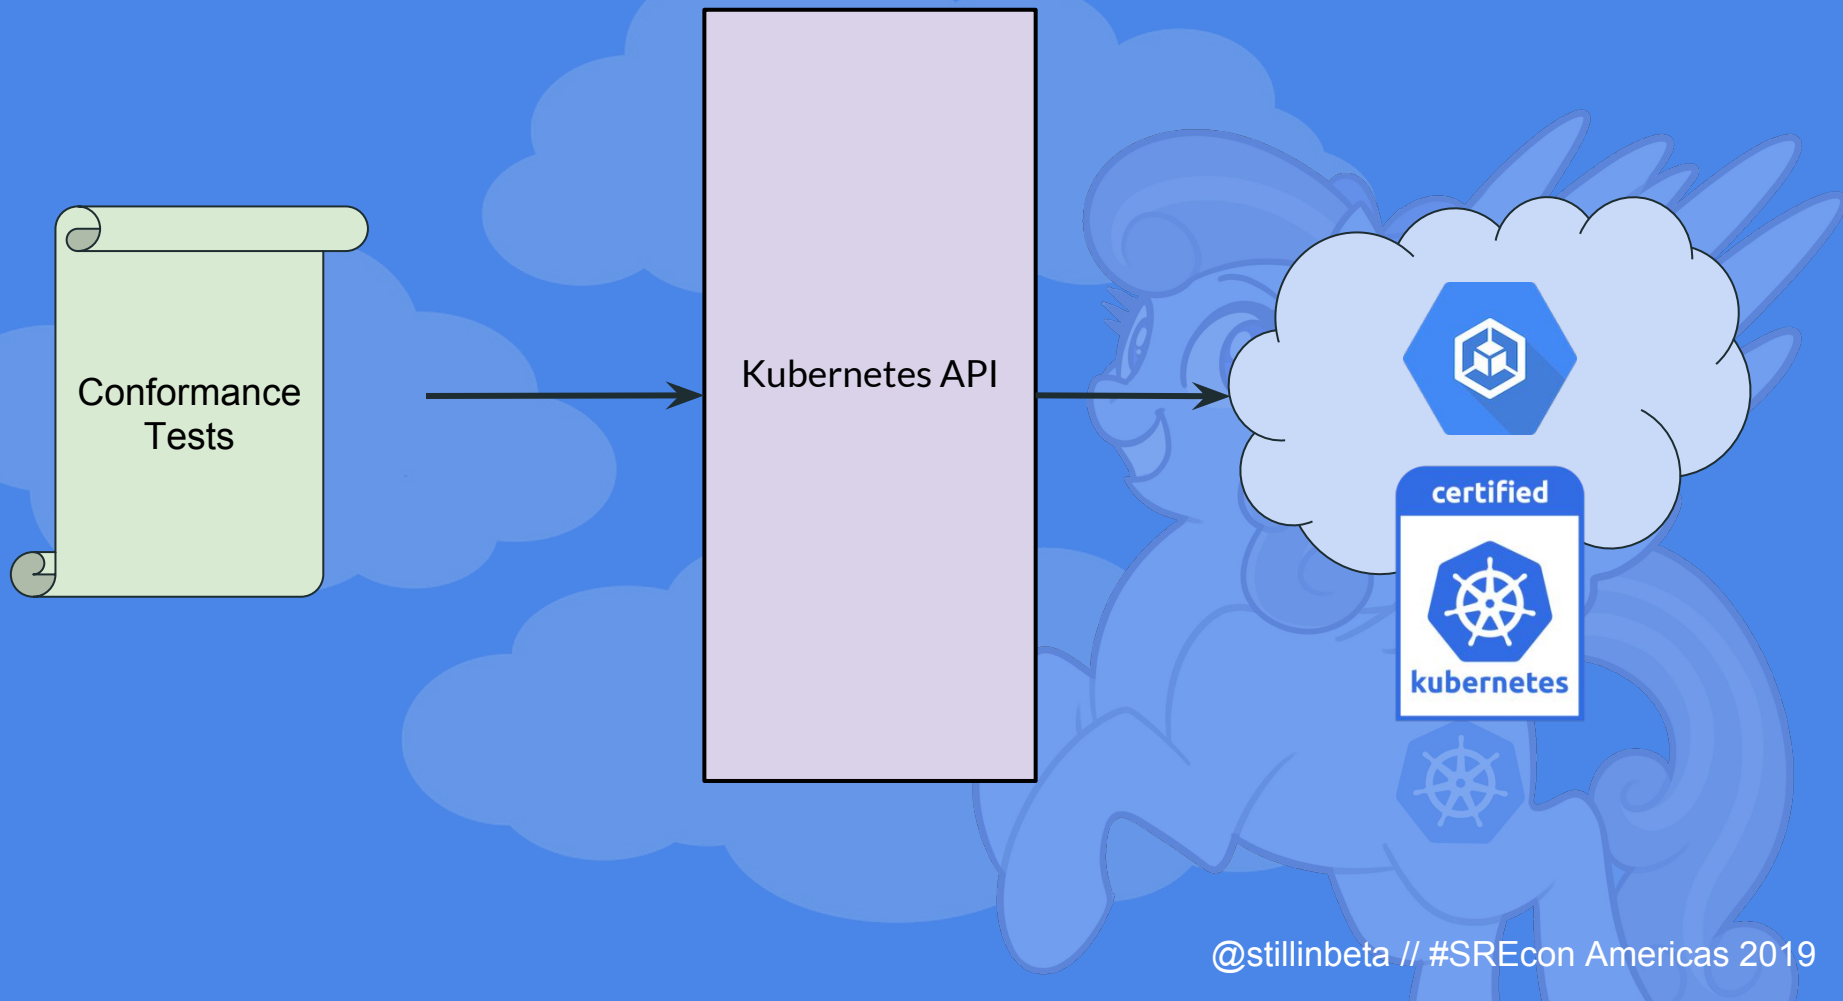 Conformance
Tests
Kubernetes API
certified
kubernetes
@stillinbeta // #SREcon Americas 2019